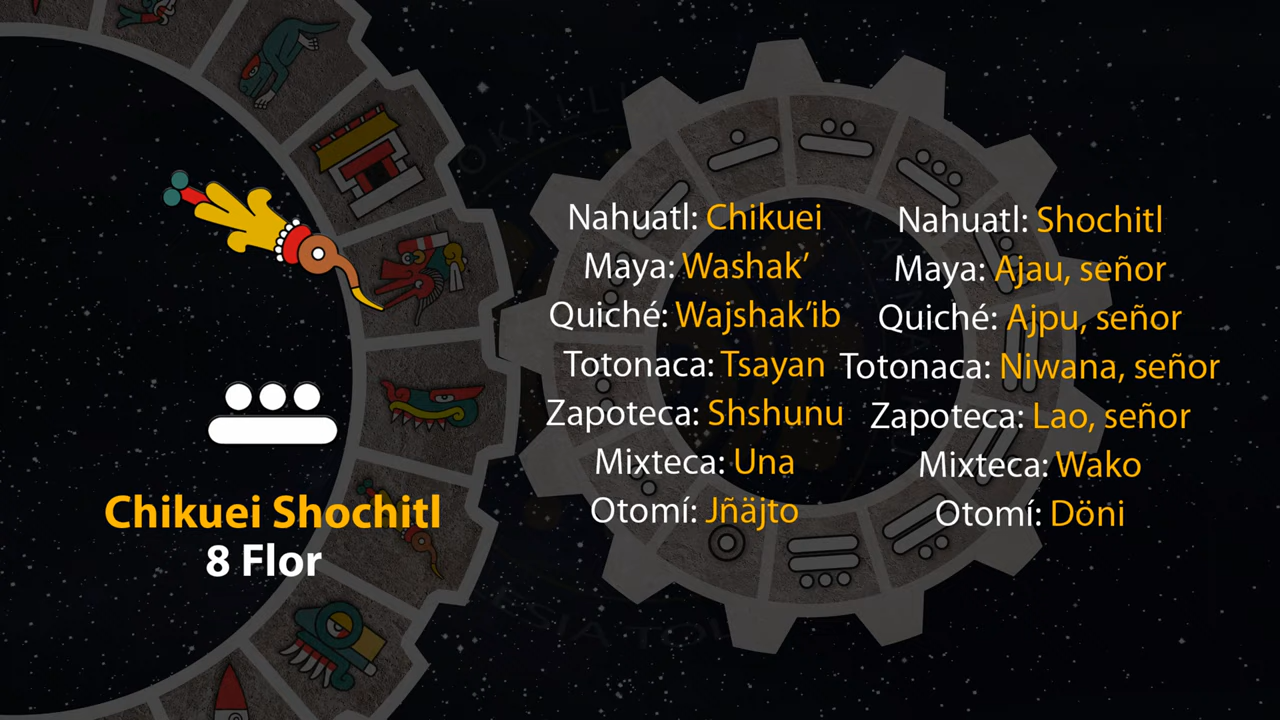 Nahuatl: Chikuei
Maya: Washak’
Quiché: Wajshak’ib
Totonaca: Tsayan
Zapoteca: Shshunu
Mixteca: Una
Otomí: Jñäjto
Nahuatl: Shochitl
Maya: Ajau, señor
Quiché: Ajpu, señor
Totonaca: Niwana, señor
Zapoteca: Lao, señor
Mixteca: Wako
Otomí: Döni
Chikuei Shochitl
8 Flor